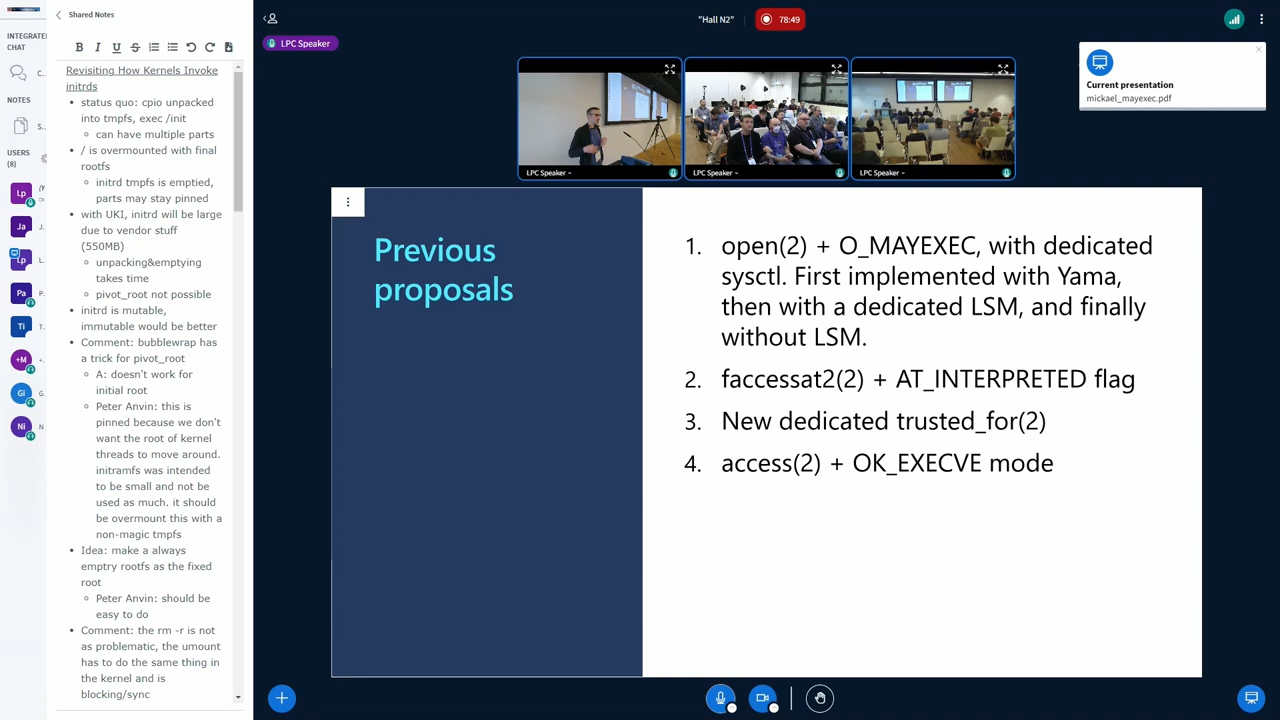 Shared Notes
INTEGRATE
CHAT
C..
NOTES
S..
USERS
(8)
Lp
Ja
J.
Lp
L.
Pa
P.
Ti
T.
+M
+.
Gl
G.
Ni
N
B I U S
Revisiting How Kernels Invoke
initrds
• status quo: cpio unpacked
into tmpfs, exec /init
can have multiple parts
• / is overmounted with final
rootfs
initrd tmpfs is emptied,
parts may stay pinned
• with UKI, initrd will be large
due to vendor stuff
(550MB)
unpacking&emptying
takes time
pivot_root not possible
• initrd is mutable,
immutable would be better
• Comment: bubblewrap has
a trick for pivot_root
A: doesn't work for
initial root
Peter Anvin: this is
pinned because we don't
want the root of kernel
threads to move around.
initramfs was intended
to be small and not be
used as much. it should
be overmount this with a
non-magic tmpfs
• Idea: make a always
emptry rootfs as the fixed
root
Peter Anvin: should be
easy to do
• Comment: the rm -r is not
as problematic, the umount
has to do the same thing in
the kernel and is
blocking/sync
"Hall N2"
78:49
LPC Speaker
LPC Speaker
LPC Speaker
LPC Speaker
Current presentation
mickael_mayexec.pdf
Previous
proposals
1. open(2) + O_MAYEXEC, with dedicated
sysctl. First implemented with Yama,
then with a dedicated LSM, and finally
without LSM.
2. faccessat2(2) + AT_INTERPRETED flag
3. New dedicated trusted_for(2)
4. access(2) + OK_EXECVE mode